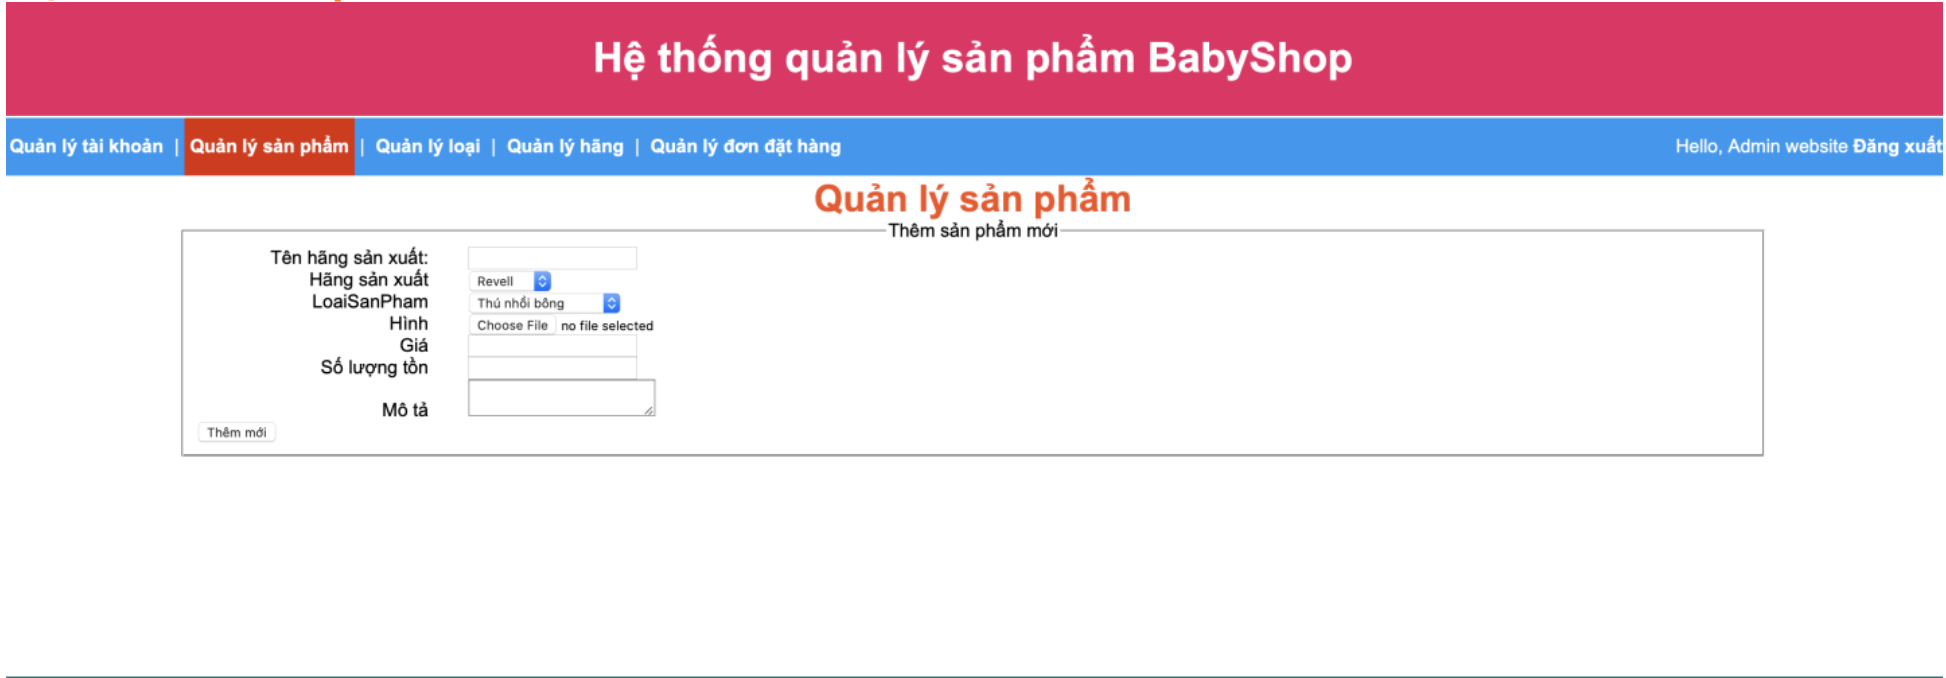 Hệ thống quản lý sản phẩm BabyShop
Quản lý tài khoản | Quản lý sản phẩm | Quản lý loại | Quản lý hãng | Quản lý đơn đặt hàng Hello, Admin website Đăng xuất
Quản lý sản phẩm
Thêm sản phẩm mới
Tên hãng sản xuất:
Hãng sản xuất Revell
LoaiSanPham Thú nhồi bông
Hình Choose File no file selected
Giá
Số lượng tồn
Mô tả
Thêm mới